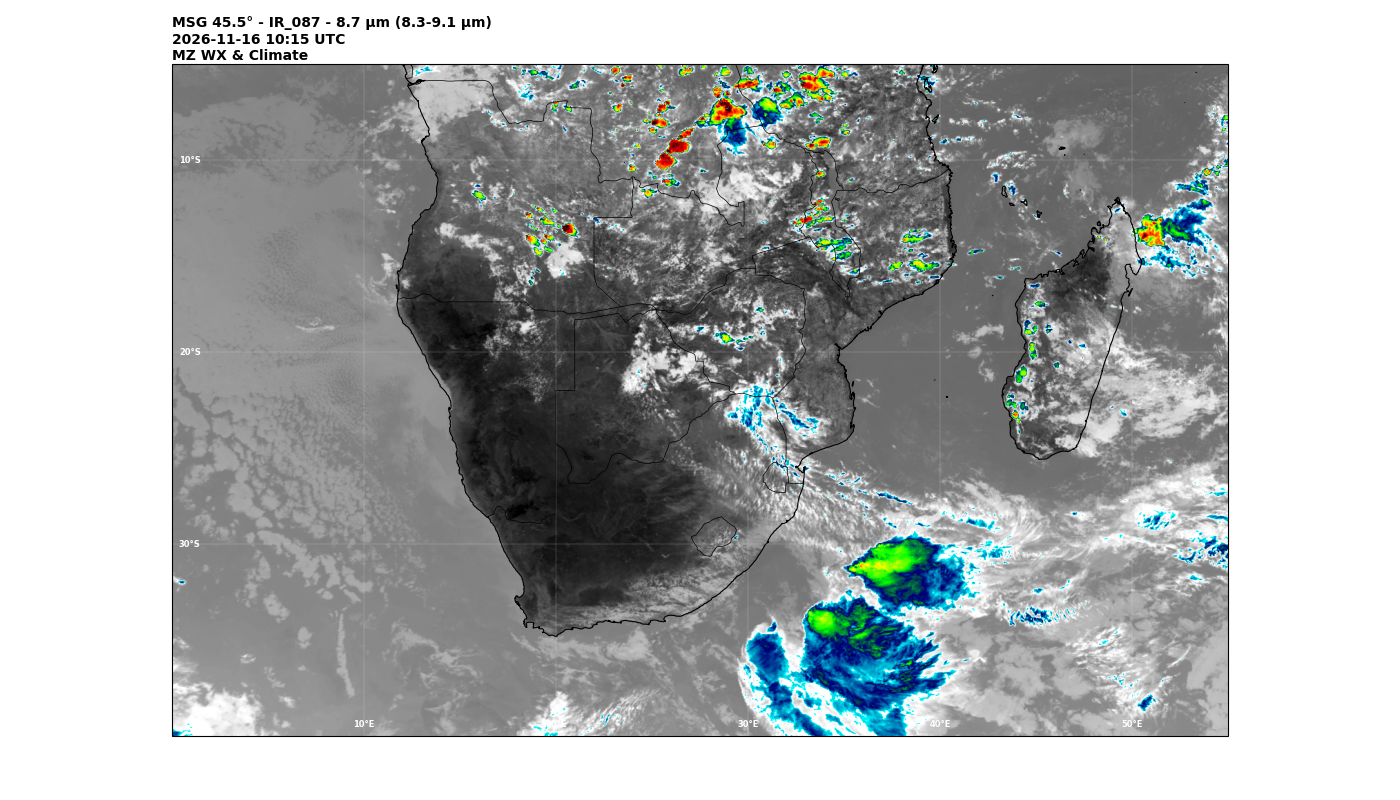 MSG 45.5° - IR_087 - 8.7 µm (8.3-9.1 µm)
2026-11-16 10:15 UTC
MZ WX & Climate
10°S
20°S
30°S
10°E
30°E
40°E
50°E